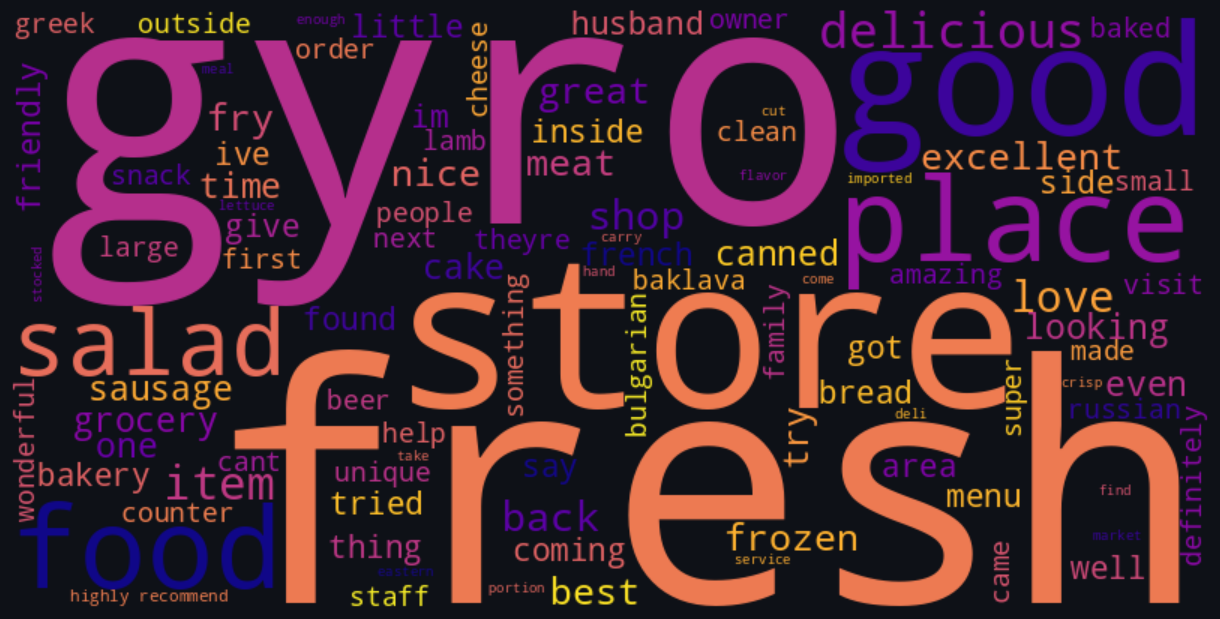 greek
outside
enough
little
husband
owner
delicious
baked
order
gyro
good
friendly
meal
cheese
great
fry
im
inside
cut
clean
lamb
ive
meat
excellent
snack
time
nice
flavor
imported
side
small
lettuce
people
shop
place
give
next
theyre
carry
large
first
french
canned
stocked
cake
hand
baklava
come
amazing
visit
something
store
love
salad
found
bulgarian
family
looking
got
made
sausage
wonderful
beer
bread
super
crisp
even
deli
russian
grocery
one
help
try
fresh
definitely
take
cant
bakery
item
unique
say
area
tried
menu
find
counter
food
back
frozen
market
thing
coming
service
came
well
eastern
highly recommend
staff
portion
best